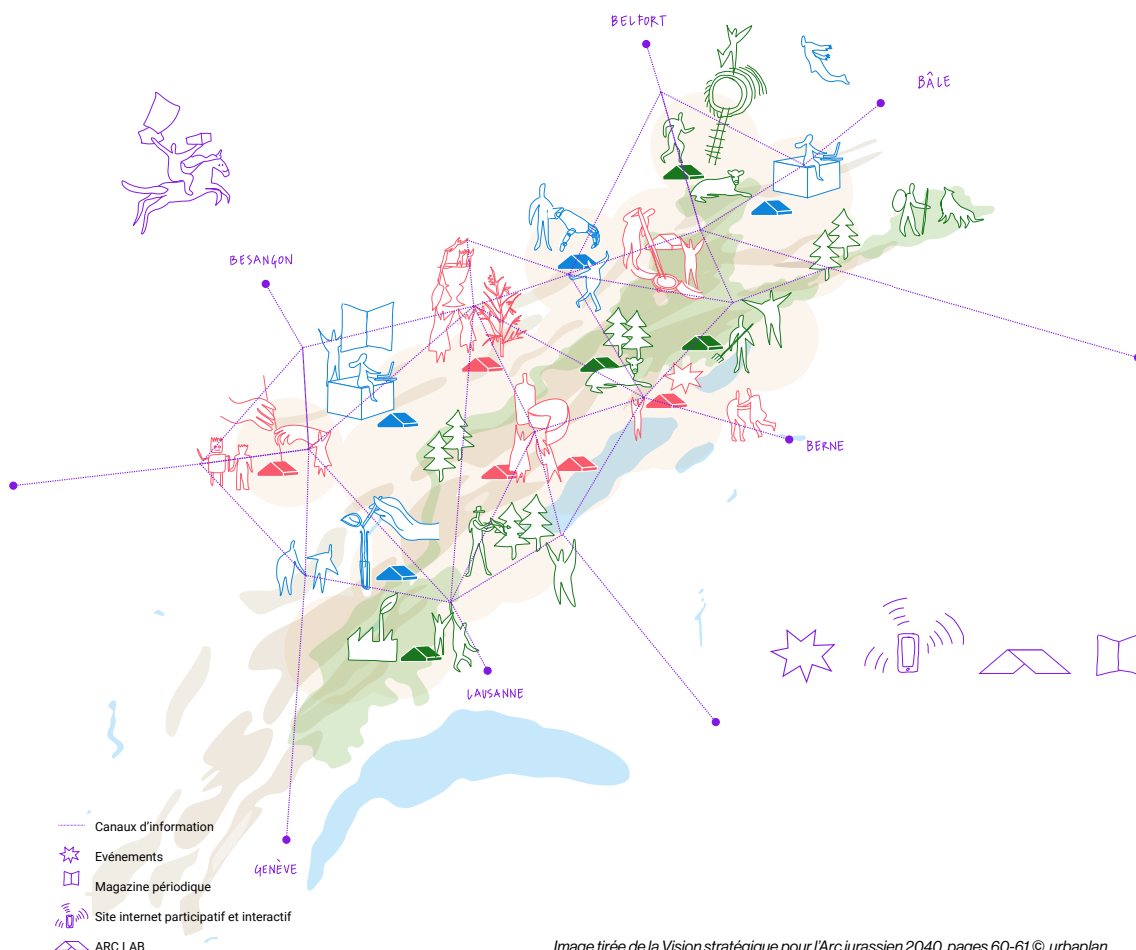 BELFORT
BÂLE
BESANÇON
BERNE
LAUSANNE
GENÈVE
Canaux d'information
Evénements
Magazine périodique
Site internet participatif et interactif
ARC LAB
Image tirée de la Vision stratégique pour l'Arc jurassien 2040, pages 60-61 ©, urbaplan